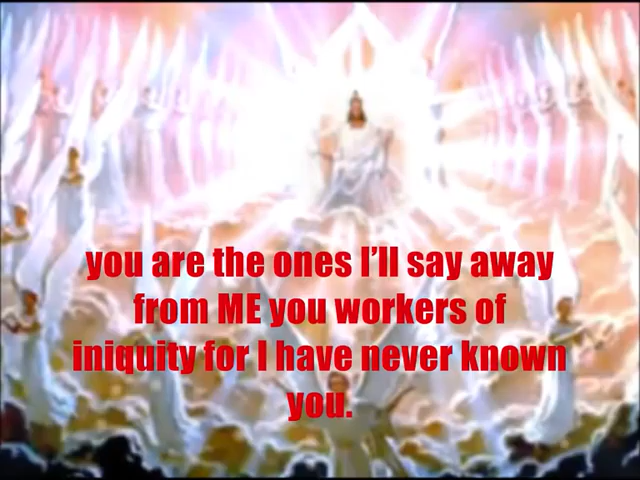 you are the ones I’ll say away
from ME you workers of
iniquity for I have never known
you.